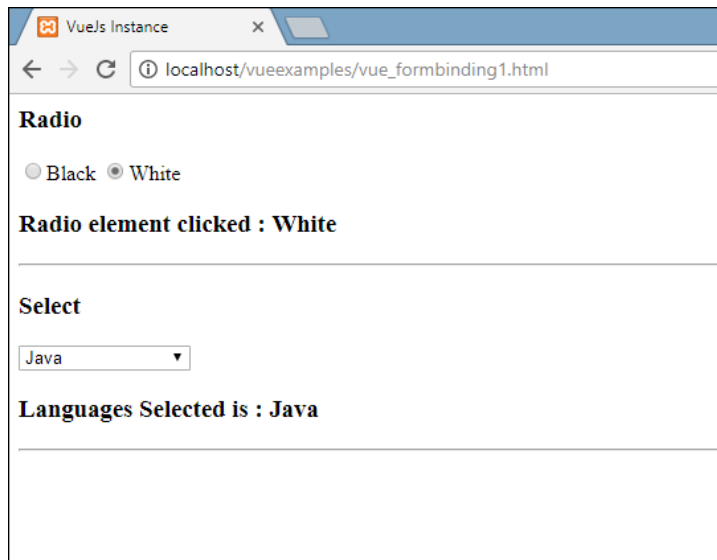 VueJs Instance
localhost/vueexamples/vue_formbinding1.html
Radio
Black White
Radio element clicked : White
Select
Java
Languages Selected is : Java